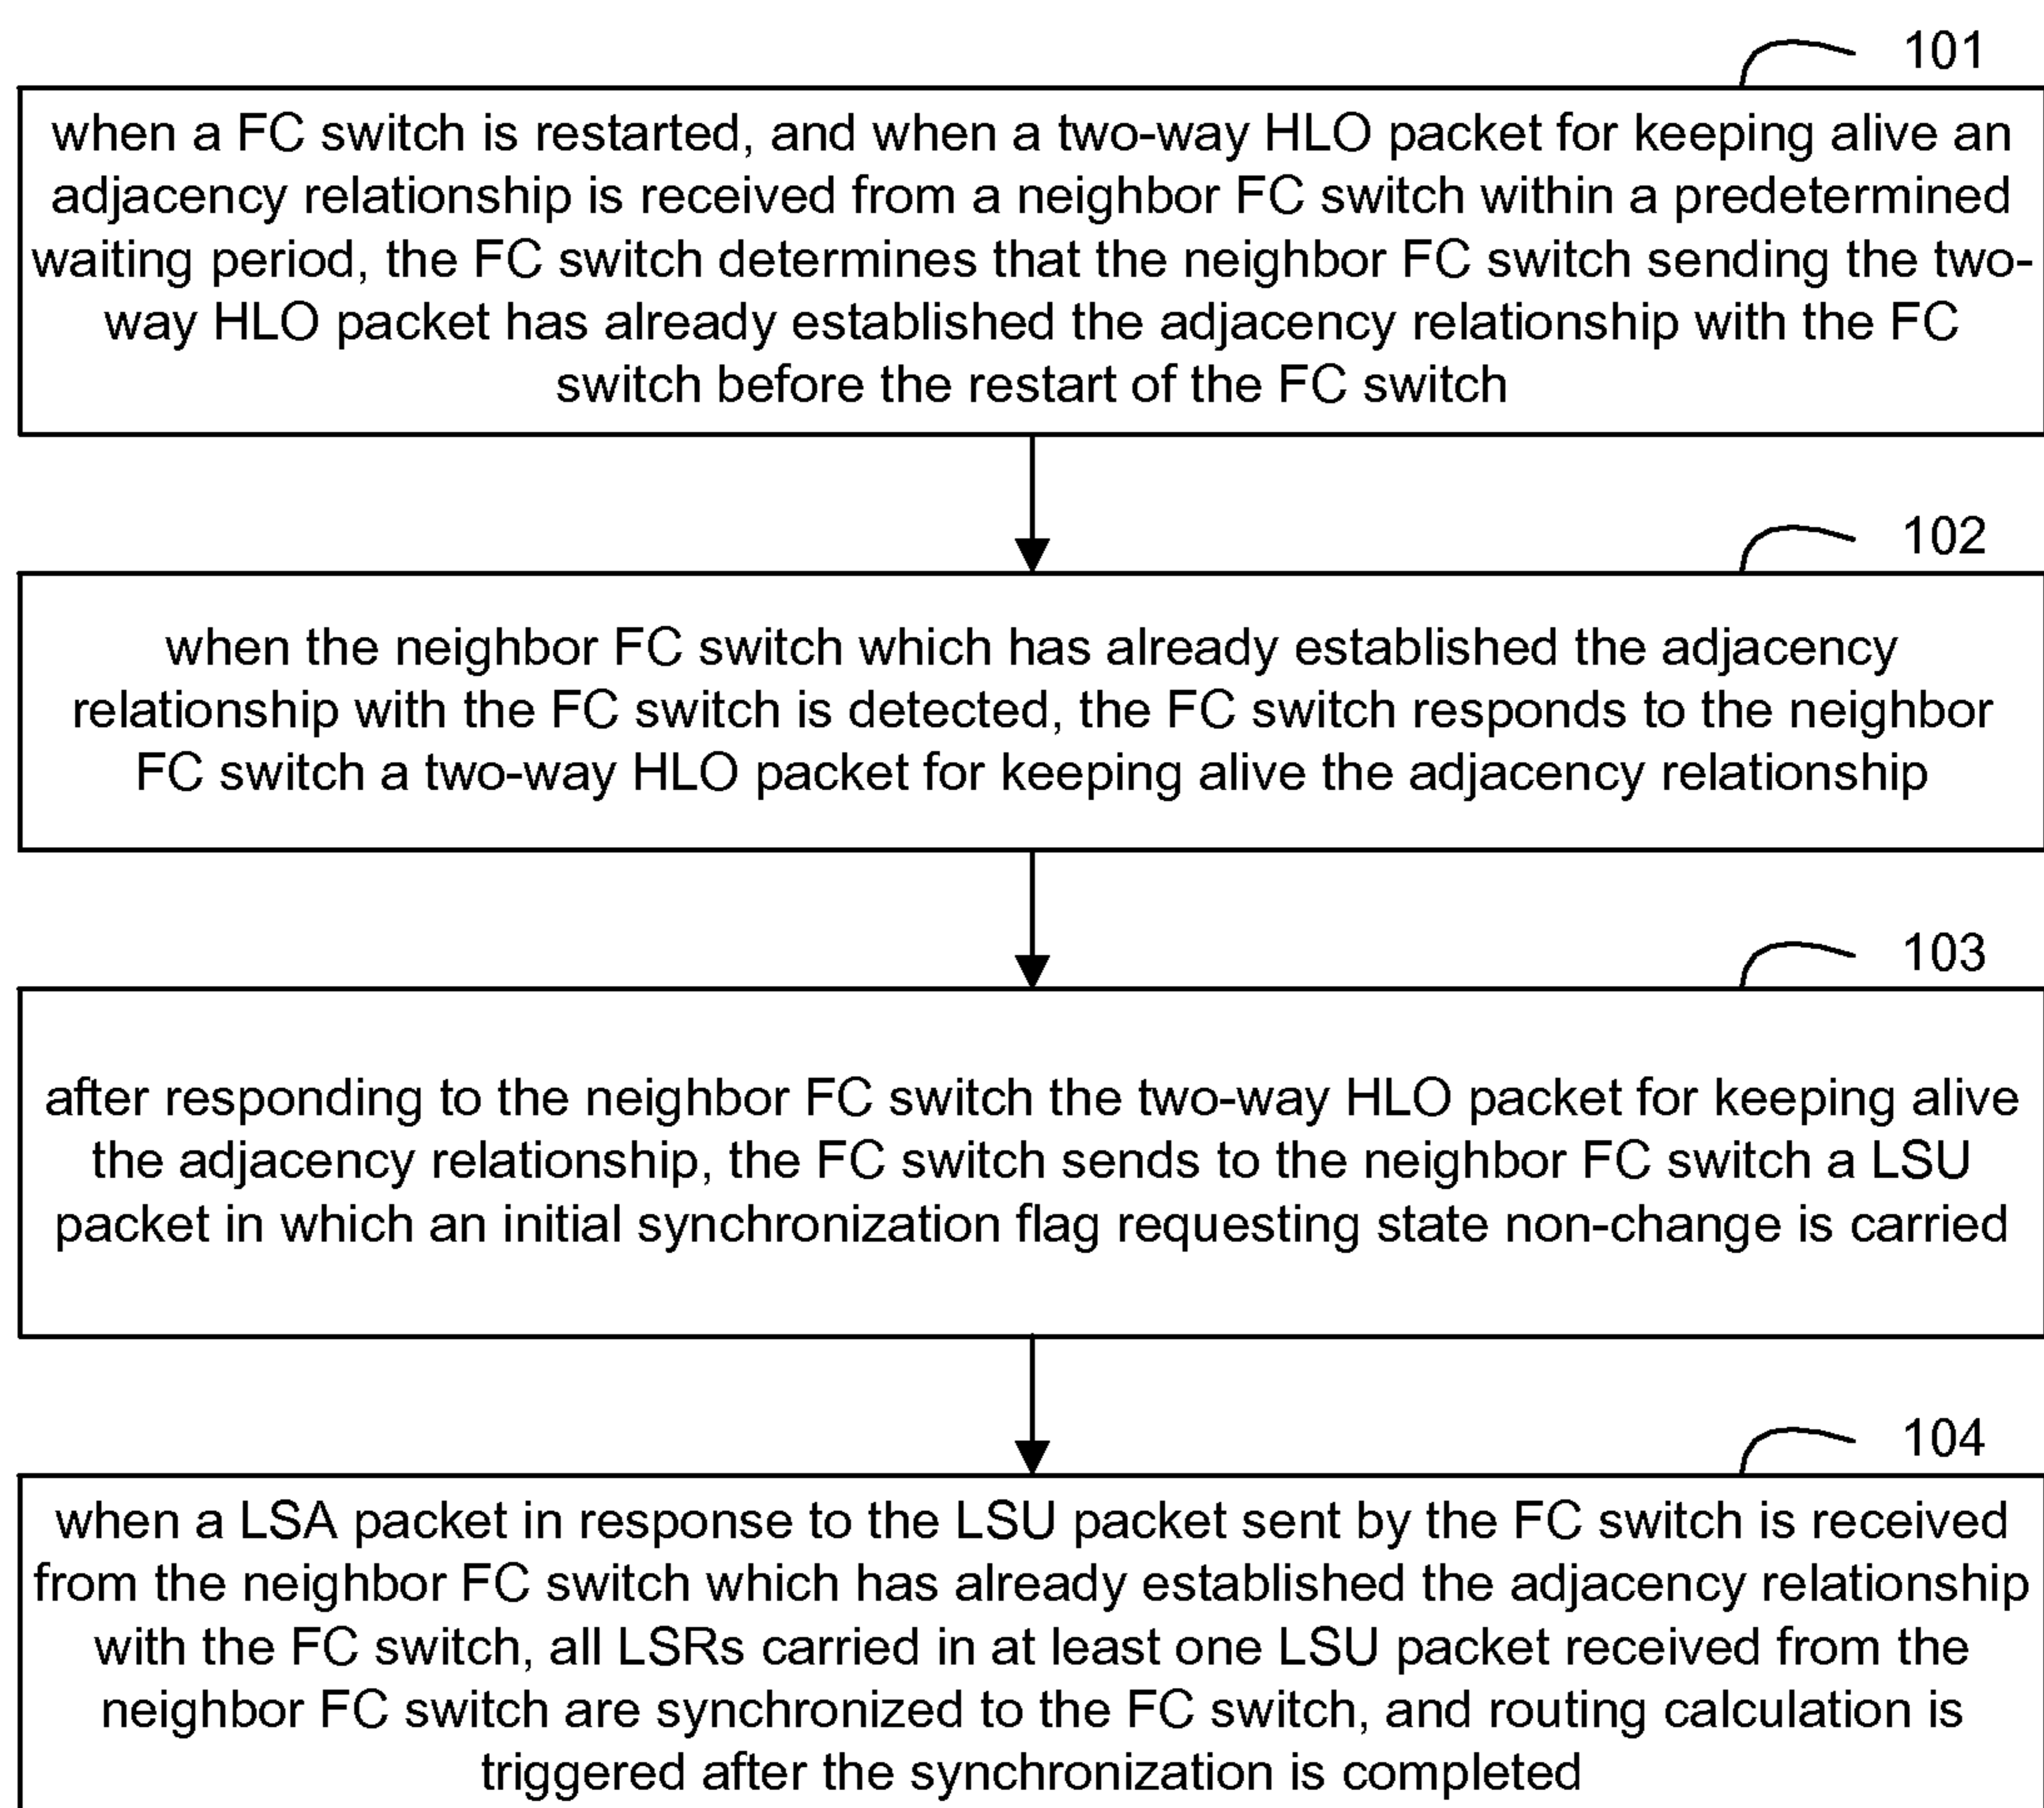 101
when a FC switch is restarted, and when a two-way HLO packet for keeping alive an
adjacency relationship is received from a neighbor FC switch within a predetermined
waiting period, the FC switch determines that the neighbor FC switch sending the two-
way HLO packet has already established the adjacency relationship with the FC
switch before the restart of the FC switch
102
when the neighbor FC switch which has already established the adjacency
relationship with the FC switch is detected, the FC switch responds to the neighbor
FC switch a two-way HLO packet for keeping alive the adjacency relationship
103
after responding to the neighbor FC switch the two-way HLO packet for keeping alive
the adjacency relationship, the FC switch sends to the neighbor FC switch a LSU
packet in which an initial synchronization flag requesting state non-change is carried
104
when a LSA packet in response to the LSU packet sent by the FC switch is received
from the neighbor FC switch which has already established the adjacency relationship
with the FC switch, all LSRs carried in at least one LSU packet received from the
neighbor FC switch are synchronized to the FC switch, and routing calculation is
triggered after the synchronization is completed